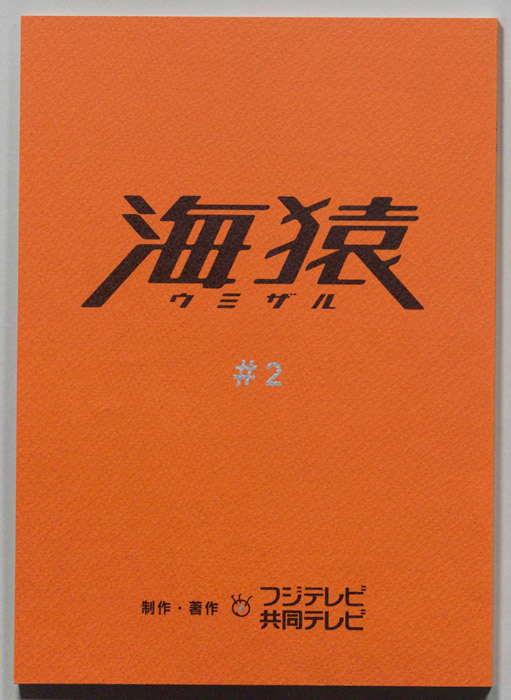 海猿
ウミザル
#2
制作・著作 フジテレビ
共同テレビ